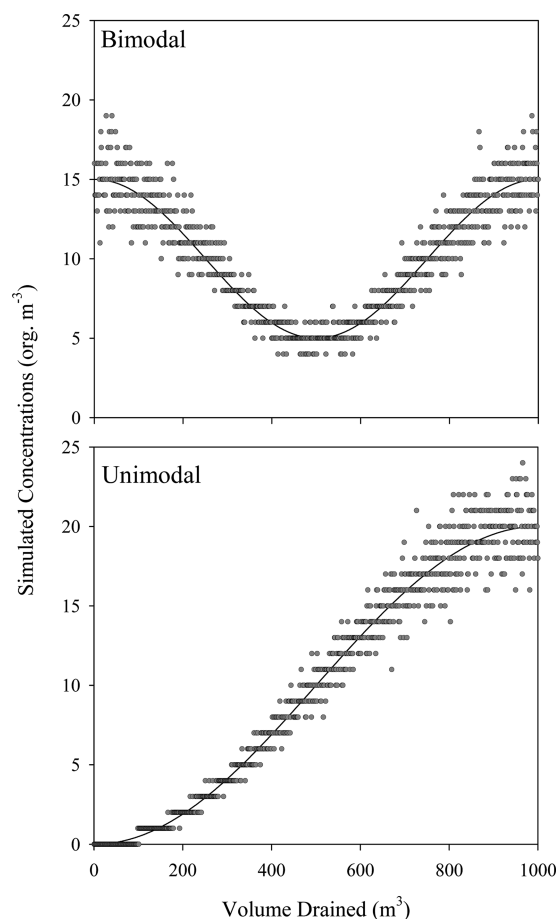 Bimodal
25
20
15
10
5
0
Simulated Concentrations (org. m⁻³)
Unimodal
25
20
15
10
5
0
0 200 400 600 800 1000
Volume Drained (m³)